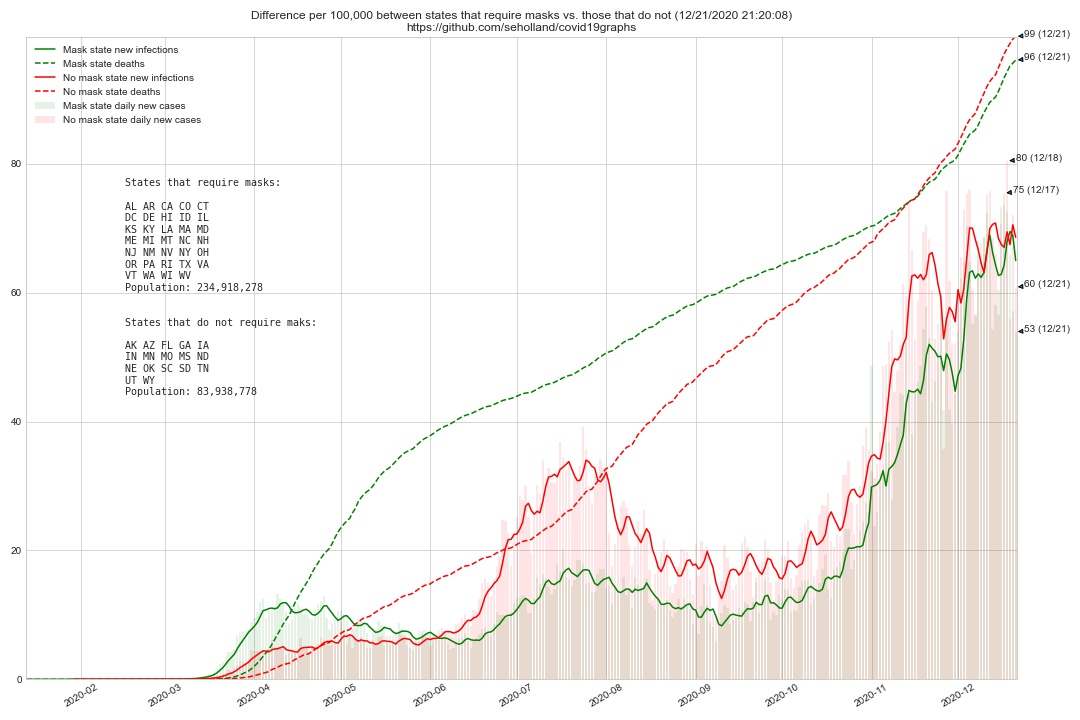 Difference per 100,000 between states that require masks vs. those that do not (12/21/2020 21:20:08)
https://github.com/seholland/covid19graphs
Mask state new infections
Mask state deaths
No mask state new infections
No mask state deaths
Mask state daily new cases
No mask state daily new cases
States that require masks:
AL AR CA CO CT
DC DE HI ID IL
KS KY LA MA MD
ME MI MT NC NH
NJ NM NV NY OH
OR PA RI TX VA
VT WA WI WV
Population: 234,918,278
States that do not require maks:
AK AZ FL GA IA
IN MN MO MS ND
NE OK SC SD TN
UT WY
Population: 83,938,778
99 (12/21)
96 (12/21)
80 (12/18)
75 (12/17)
60 (12/21)
53 (12/21)
80
60
40
20
0
2020-02
2020-03
2020-04
2020-05
2020-06
2020-07
2020-08
2020-09
2020-10
2020-11
2020-12